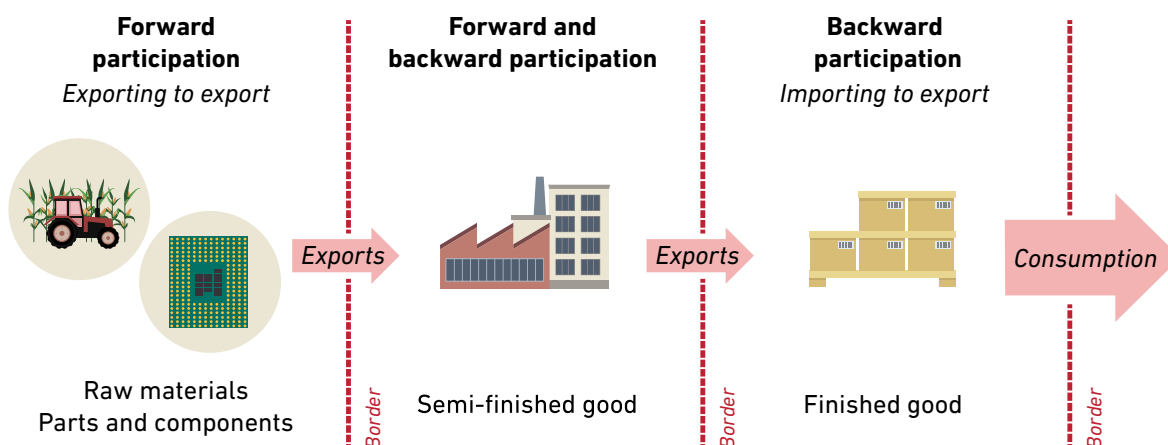 Forward
participation
Exporting to export
Forward and
backward participation
Backward
participation
Importing to export
Exports
Exports
Consumption
Raw materials
Parts and components
Border
Semi-finished good
Border
Finished good
Border